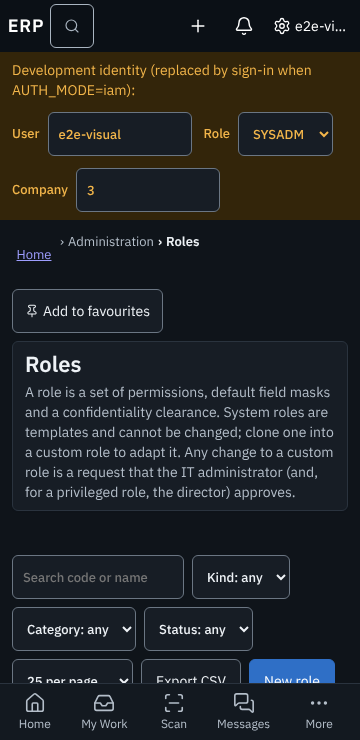 ERP
e2e-vi...
Development identity (replaced by sign-in when
AUTH_MODE=iam):
User e2e-visual Role SYSADM
Company 3
Home › Administration › Roles
Add to favourites
Roles
A role is a set of permissions, default field masks
and a confidentiality clearance. System roles are
templates and cannot be changed; clone one into
a custom role to adapt it. Any change to a custom
role is a request that the IT administrator (and,
for a privileged role, the director) approves.
Search code or name Kind: any
Category: any Status: any
25 per page Export CSV New role
Home My Work Scan Messages More